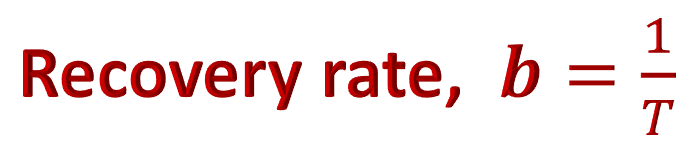 Recovery rate, b = 1/T